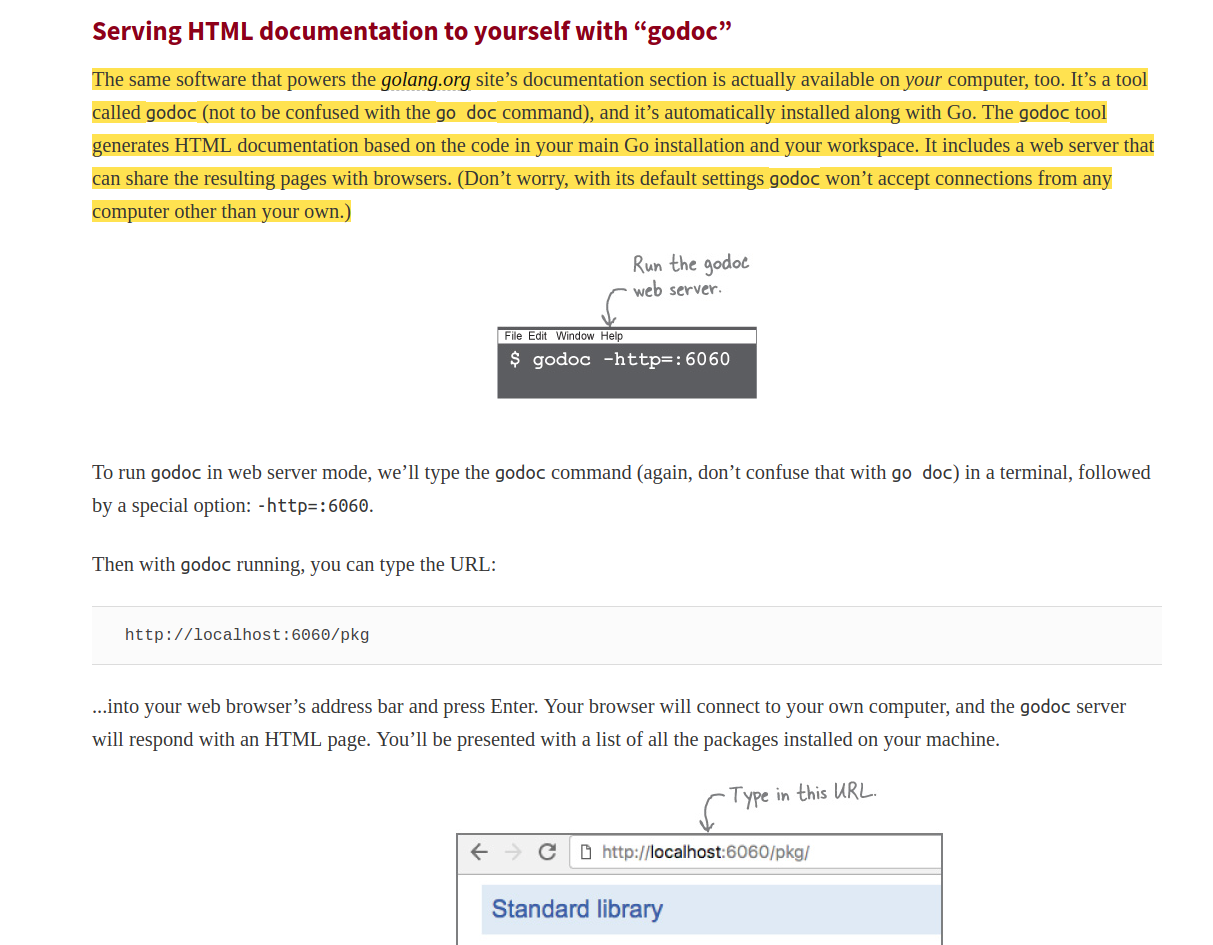 Serving HTML documentation to yourself with “godoc”
The same software that powers the golang.org site’s documentation section is actually available on your computer, too. It’s a tool
called godoc (not to be confused with the go doc command), and it’s automatically installed along with Go. The godoc tool
generates HTML documentation based on the code in your main Go installation and your workspace. It includes a web server that
can share the resulting pages with browsers. (Don’t worry, with its default settings godoc won’t accept connections from any
computer other than your own.)
Run the godoc
web server.
File Edit Window Help
$ godoc -http=:6060
To run godoc in web server mode, we’ll type the godoc command (again, don’t confuse that with go doc) in a terminal, followed
by a special option: -http=:6060.
Then with godoc running, you can type the URL:
http://localhost:6060/pkg
...into your web browser’s address bar and press Enter. Your browser will connect to your own computer, and the godoc server
will respond with an HTML page. You’ll be presented with a list of all the packages installed on your machine.
Type in this URL.
http://localhost:6060/pkg/
Standard library